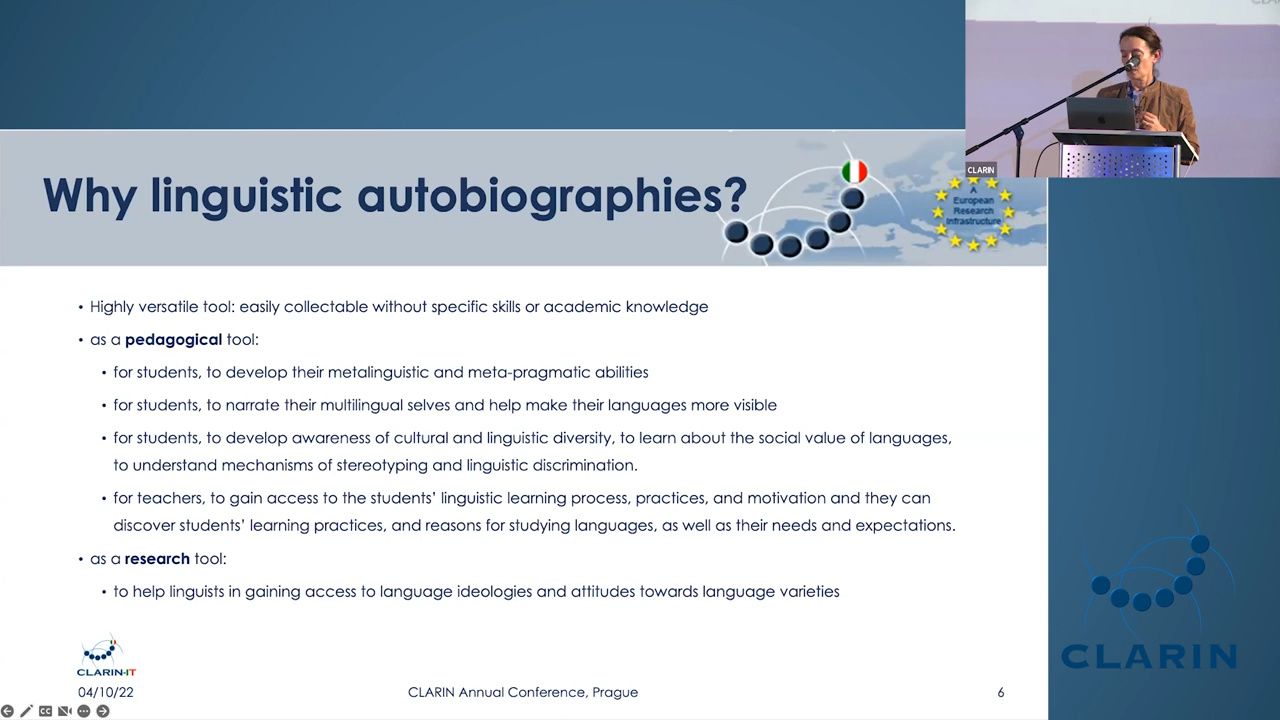 CLARIN
Why linguistic autobiographies?
A
European
Research
Infrastructure
• Highly versatile tool: easily collectable without specific skills or academic knowledge
• as a pedagogical tool:
• for students, to develop their metalinguistic and meta-pragmatic abilities
• for students, to narrate their multilingual selves and help make their languages more visible
• for students, to develop awareness of cultural and linguistic diversity, to learn about the social value of languages,
to understand mechanisms of stereotyping and linguistic discrimination.
• for teachers, to gain access to the students’ linguistic learning process, practices, and motivation and they can
discover students’ learning practices, and reasons for studying languages, as well as their needs and expectations.
• as a research tool:
• to help linguists in gaining access to language ideologies and attitudes towards language varieties
CLARIN-IT
CLARIN
04/10/22
CLARIN Annual Conference, Prague
6
CC